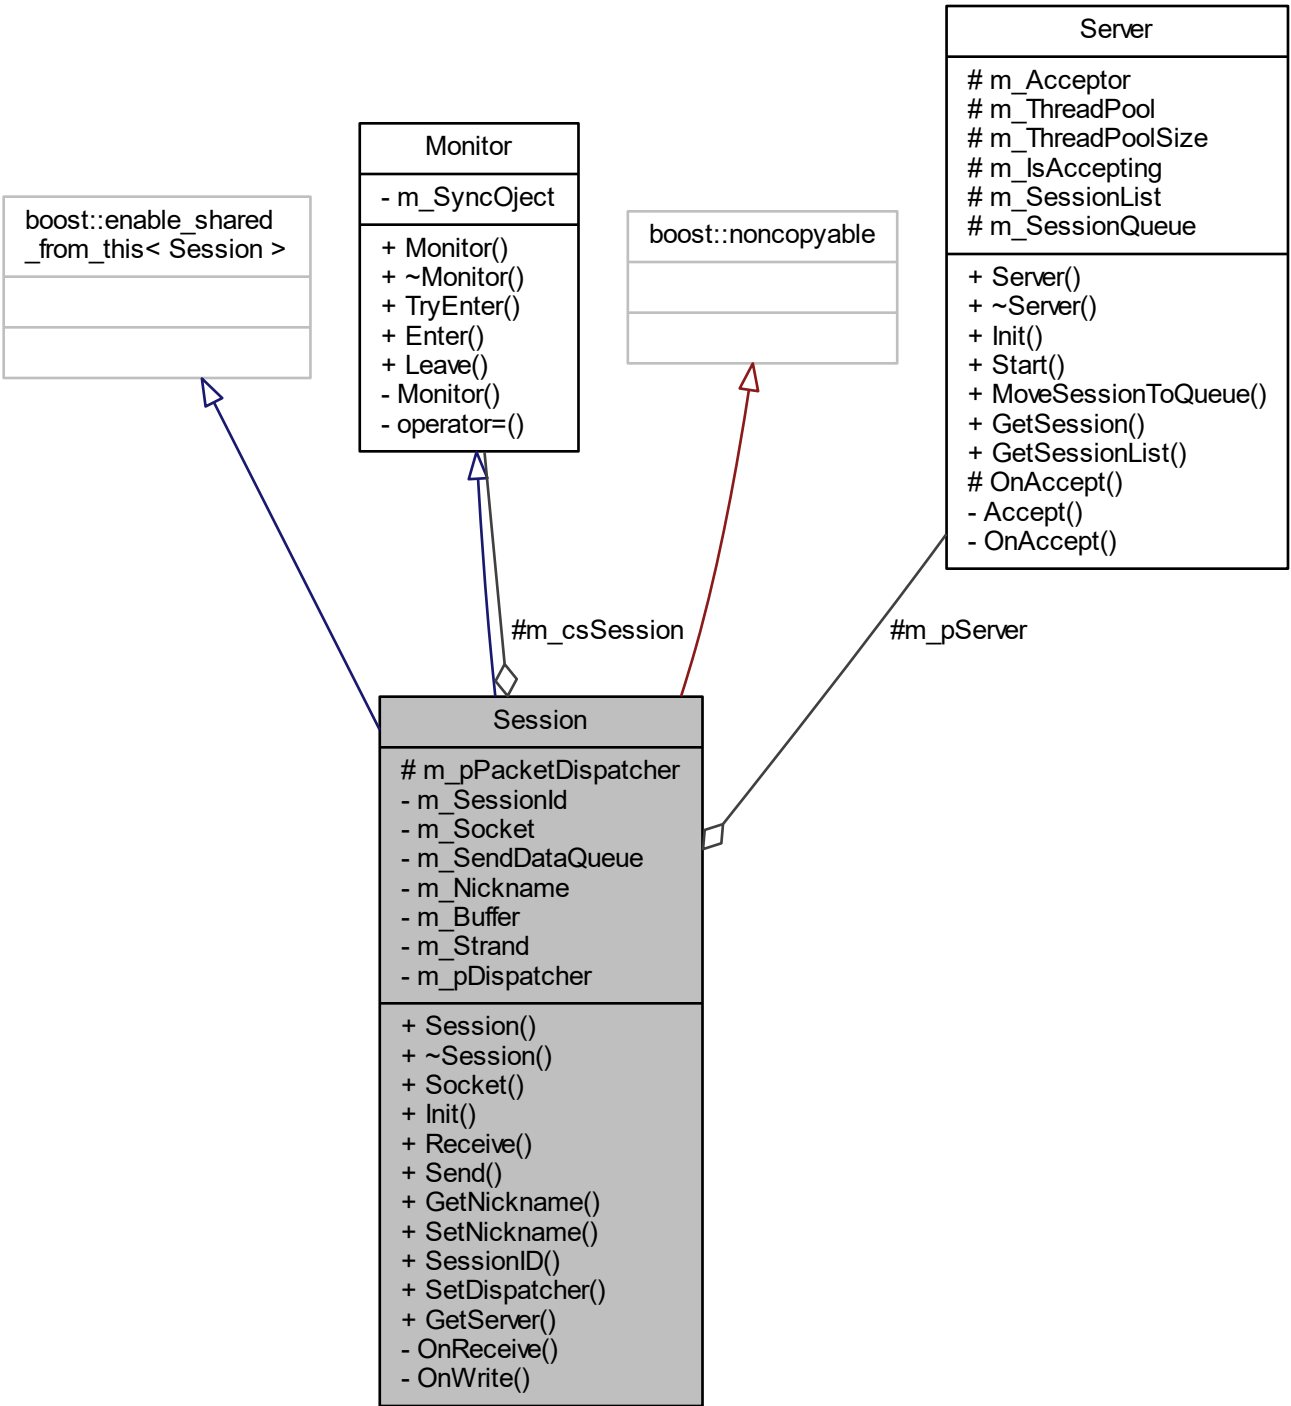 Server
# m_Acceptor
# m_ThreadPool
# m_ThreadPoolSize
# m_IsAccepting
# m_SessionList
# m_SessionQueue
+ Server()
+ ~Server()
+ Init()
+ Start()
+ MoveSessionToQueue()
+ GetSession()
+ GetSessionList()
# OnAccept()
- Accept()
- OnAccept()
Monitor
- m_SyncOject
+ Monitor()
+ ~Monitor()
+ TryEnter()
+ Enter()
+ Leave()
- Monitor()
- operator=()
boost::enable_shared
_from_this< Session >
boost::noncopyable
#m_csSession
#m_pServer
Session
# m_pPacketDispatcher
- m_SessionId
- m_Socket
- m_SendDataQueue
- m_Nickname
- m_Buffer
- m_Strand
- m_pDispatcher
+ Session()
+ ~Session()
+ Socket()
+ Init()
+ Receive()
+ Send()
+ GetNickname()
+ SetNickname()
+ SessionID()
+ SetDispatcher()
+ GetServer()
- OnReceive()
- OnWrite()